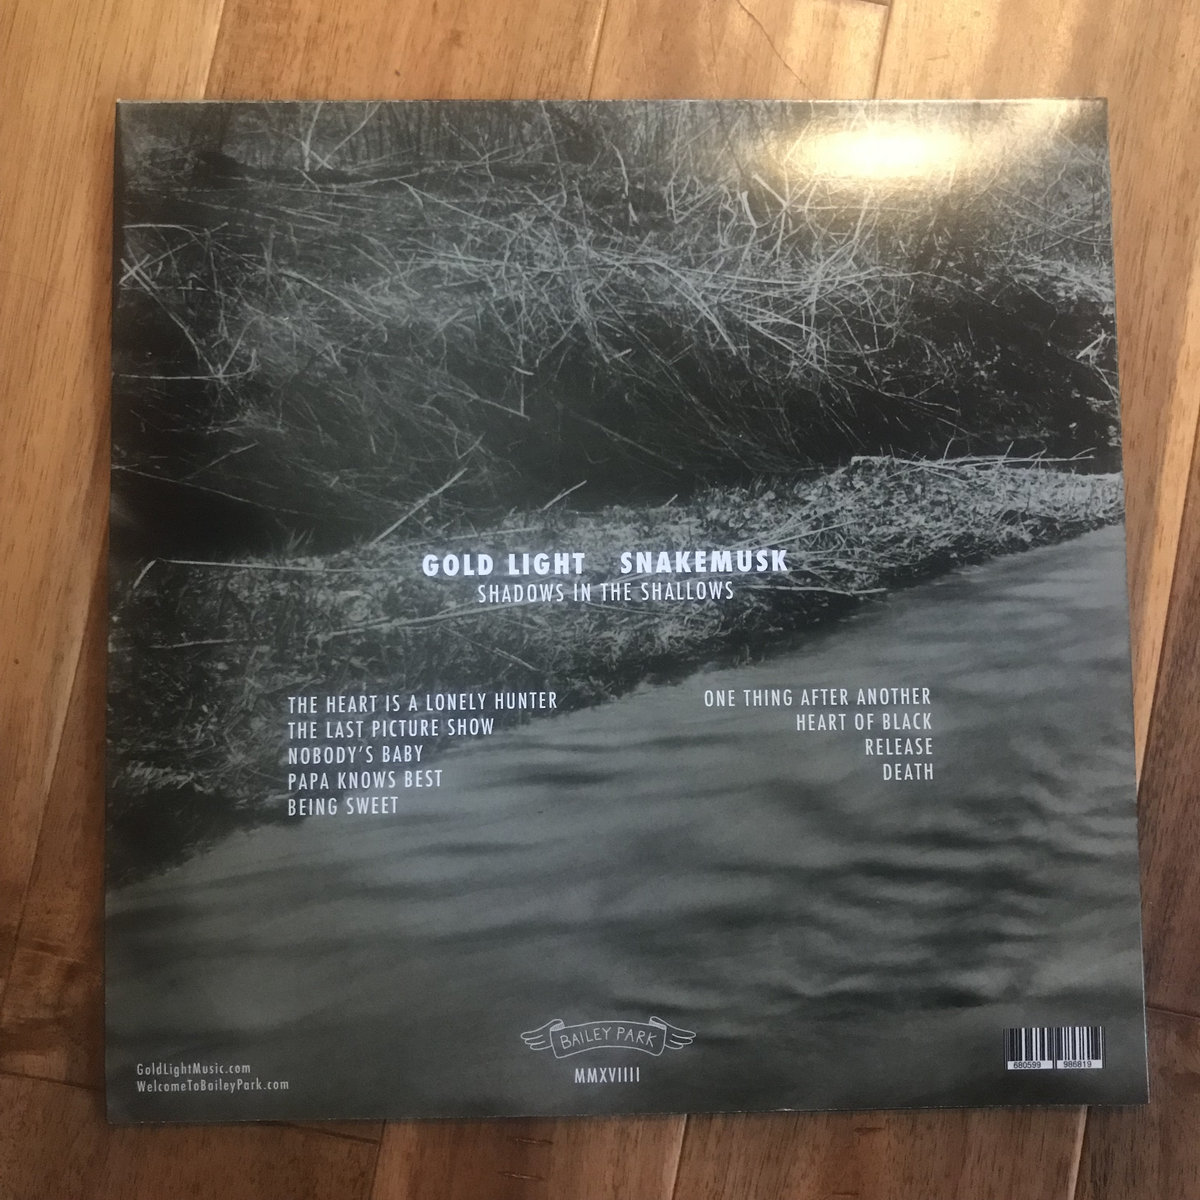 GOLD LIGHT SNAKEMUSK
SHADOWS IN THE SHALLOWS
THE HEART IS A LONELY HUNTER
THE LAST PICTURE SHOW
NOBODY'S BABY
PAPA KNOWS BEST
BEING SWEET
ONE THING AFTER ANOTHER
HEART OF BLACK
RELEASE
DEATH
BAILEY PARK
MMXVIIII
GoldLightMusic.com
WelcomeToBaileyPark.com
680599 986819